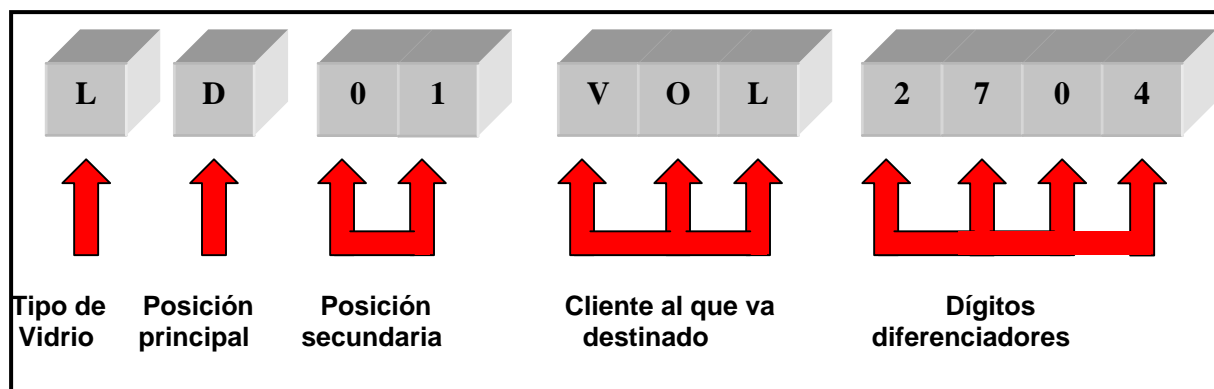 L D 0 1 V O L 2 7 0 4
Tipo de Vidrio
Posición principal
Posición secundaria
Cliente al que va destinado
Dígitos diferenciadores